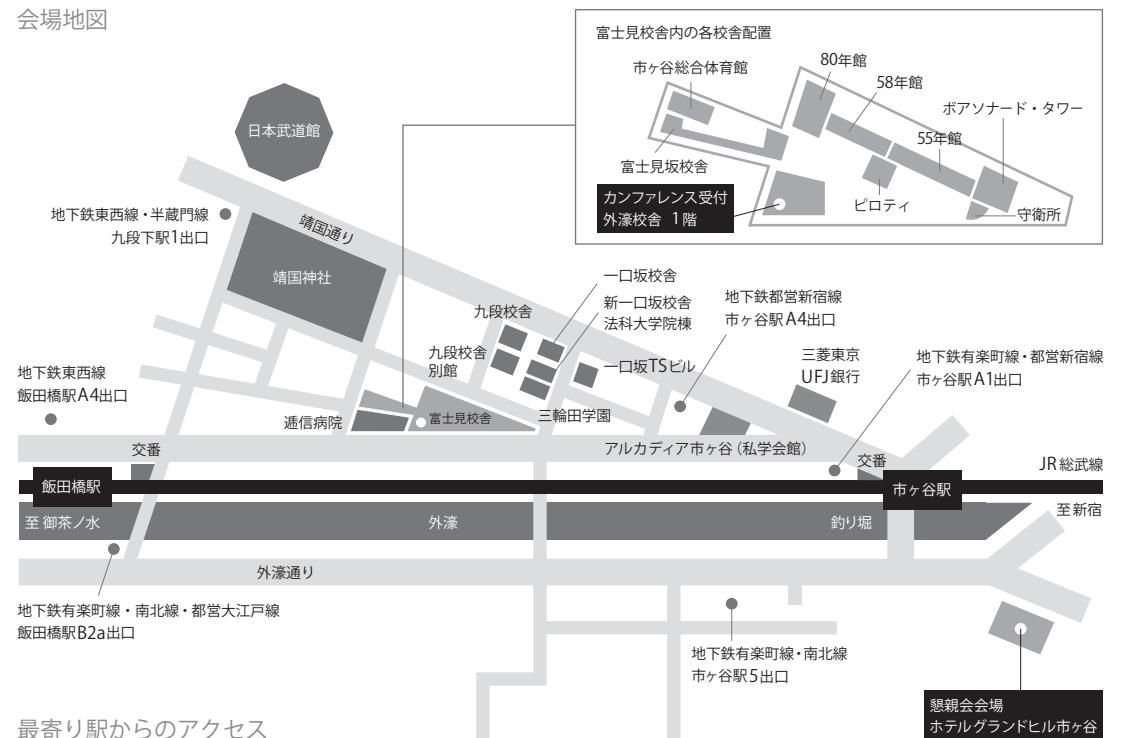 会場地図
富士見校舎内の各校舎配置
市ヶ谷総合体育館
80年館
58年館
ボアソナード・タワー
55年館
富士見坂校舎
カンファレンス受付
外濠校舎 1階
ピロティ
守衛所
日本武道館
地下鉄東西線・半蔵門線
九段下駅1出口
靖国通り
靖国神社
一口坂校舎
新一口坂校舎
法科大学院棟
九段校舎
九段校舎
別館
一口坂TSビル
地下鉄都営新宿線
市ヶ谷駅A4出口
三菱東京
UFJ銀行
地下鉄有楽町線・都営新宿線
市ヶ谷駅A1出口
地下鉄東西線
飯田橋駅A4出口
逓信病院
富士見校舎
三輪田学園
アルカディア市ヶ谷(私学会館)
交番
交番
JR総武線
飯田橋駅
市ヶ谷駅
至 御茶ノ水
外濠
釣り堀
至新宿
外濠通り
地下鉄有楽町線・南北線・都営大江戸線
飯田橋駅B2a出口
地下鉄有楽町線・南北線
市ヶ谷駅5出口
懇親会会場
ホテルグランドヒル市ヶ谷
最寄り駅からのアクセス